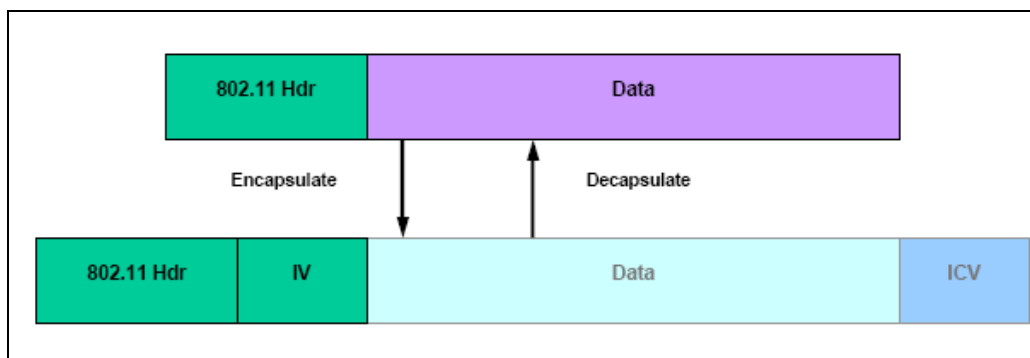 802.11 Hdr Data
Encapsulate Decapsulate
802.11 Hdr IV Data ICV